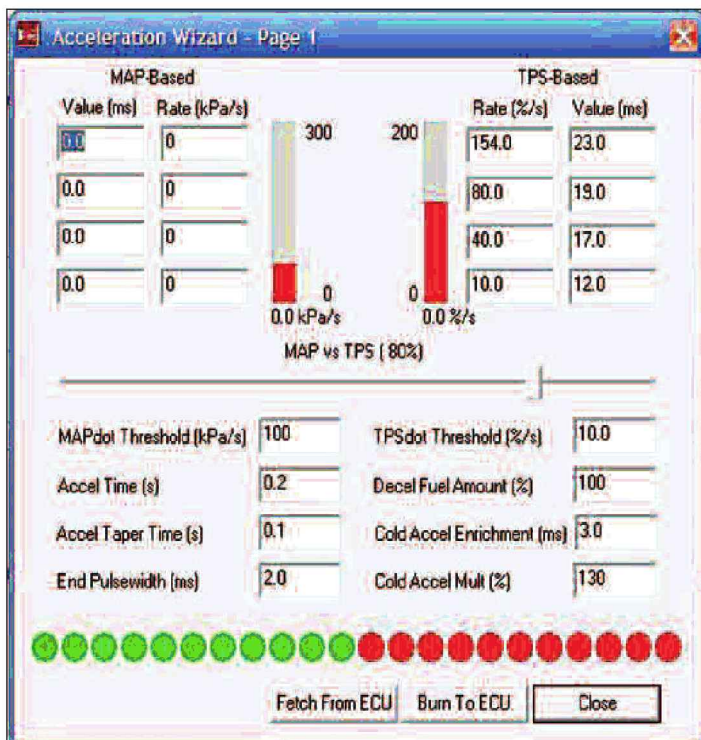 Acceleration Wizard - Page 1
MAP-Based TPS-Based
Value (ms) Rate (kPa/s) Rate (%/s) Value (ms)
0.0 0 300 200 154.0 23.0
0.0 0 80.0 19.0
0.0 0 40.0 17.0
0.0 0 0 0 10.0 12.0
0.0 kPa/s 0.0 %/s
MAP vs TPS ( 80%)
MAPdot Threshold (kPa/s) 100 TPSdot Threshold (%/s) 10.0
Accel Time (s) 0.2 Decel Fuel Amount (%) 100
Accel Taper Time (s) 0.1 Cold Accel Enrichment (ms) 3.0
End Pulsewidth (ms) 2.0 Cold Accel Mult (%) 130
Fetch From ECU Burn To ECU Close